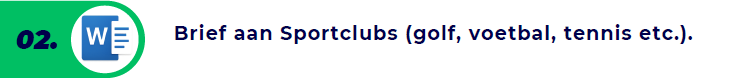 02. W Brief aan Sportclubs (golf, voetbal, tennis etc.).